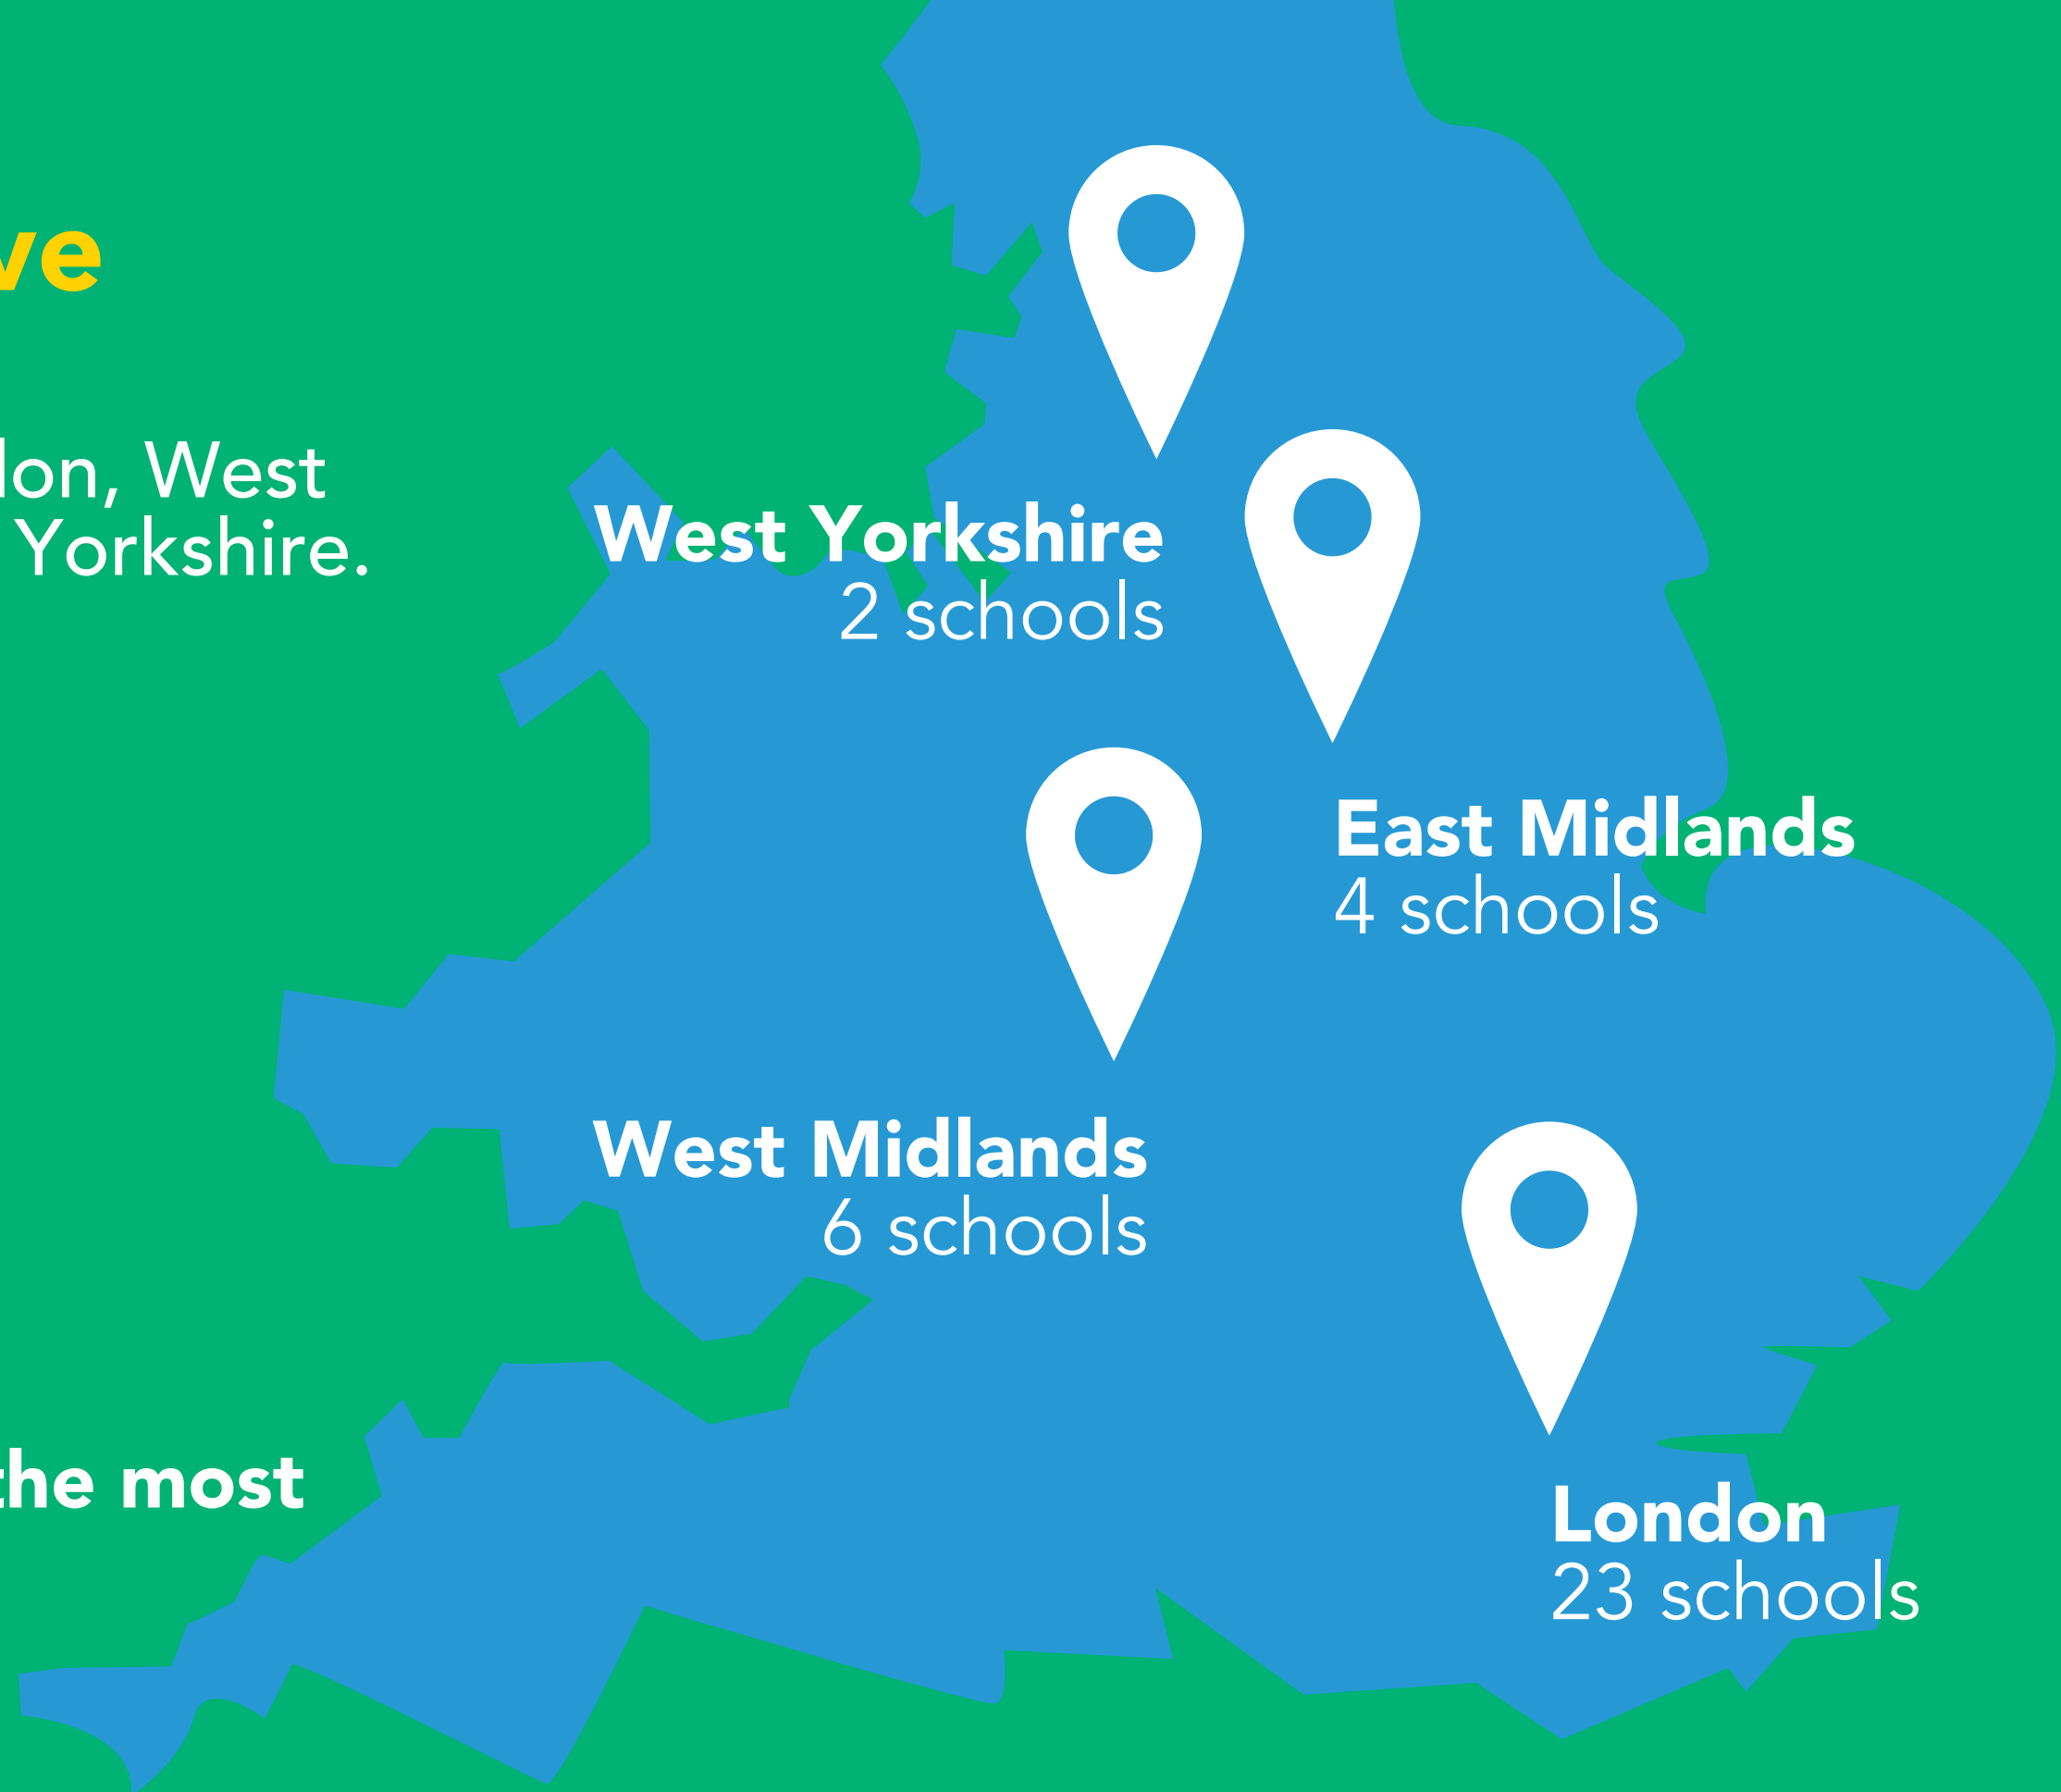 ve
lon, West
Yorkshire.
the most
West Yorkshire
2 schools
East Midlands
4 schools
West Midlands
6 schools
London
23 schools